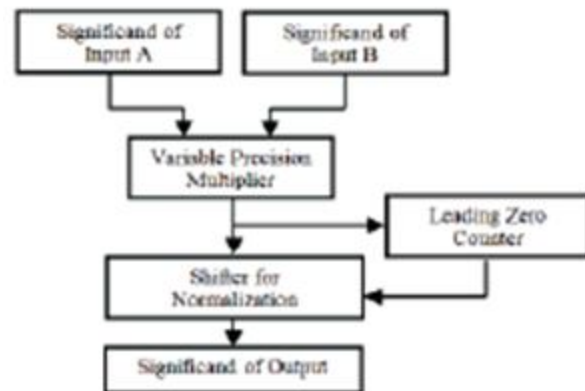 Significand of
Input A
Significand of
Input B
Variable Precision
Multiplier
Leading Zero
Counter
Shifter for
Normalization
Significand of Output